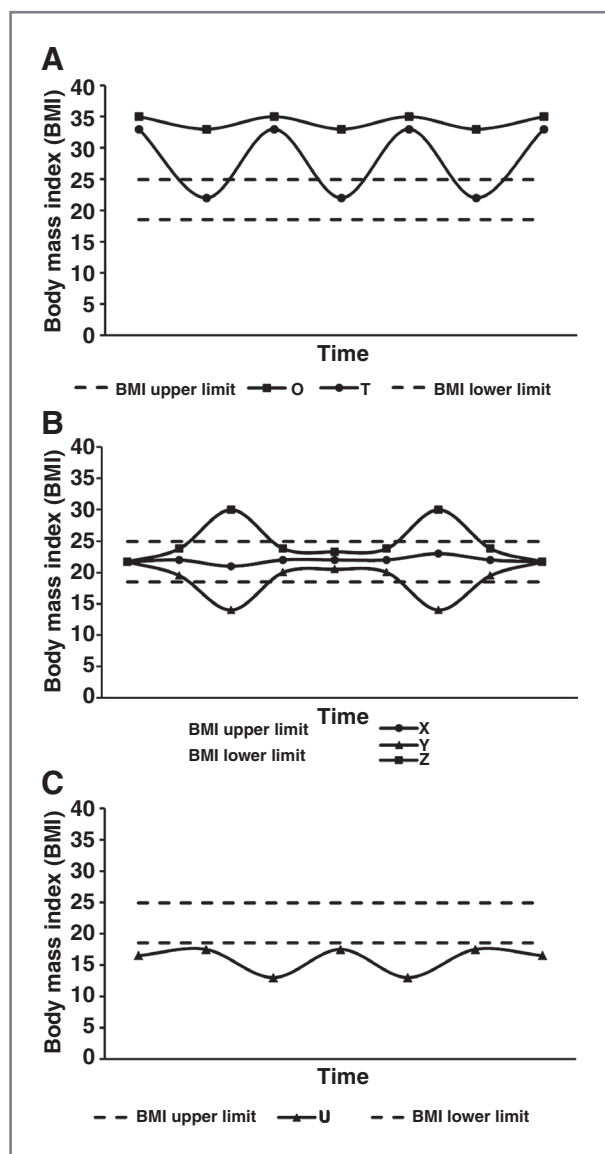 A
Body mass index (BMI)
40
35
30
25
20
15
10
5
0
Time
BMI upper limit O T BMI lower limit
B
Body mass index (BMI)
40
35
30
25
20
15
10
5
0
Time
BMI upper limit X
Y
BMI lower limit
Z
C
Body mass index (BMI)
40
35
30
25
20
15
10
5
0
Time
BMI upper limit U BMI lower limit